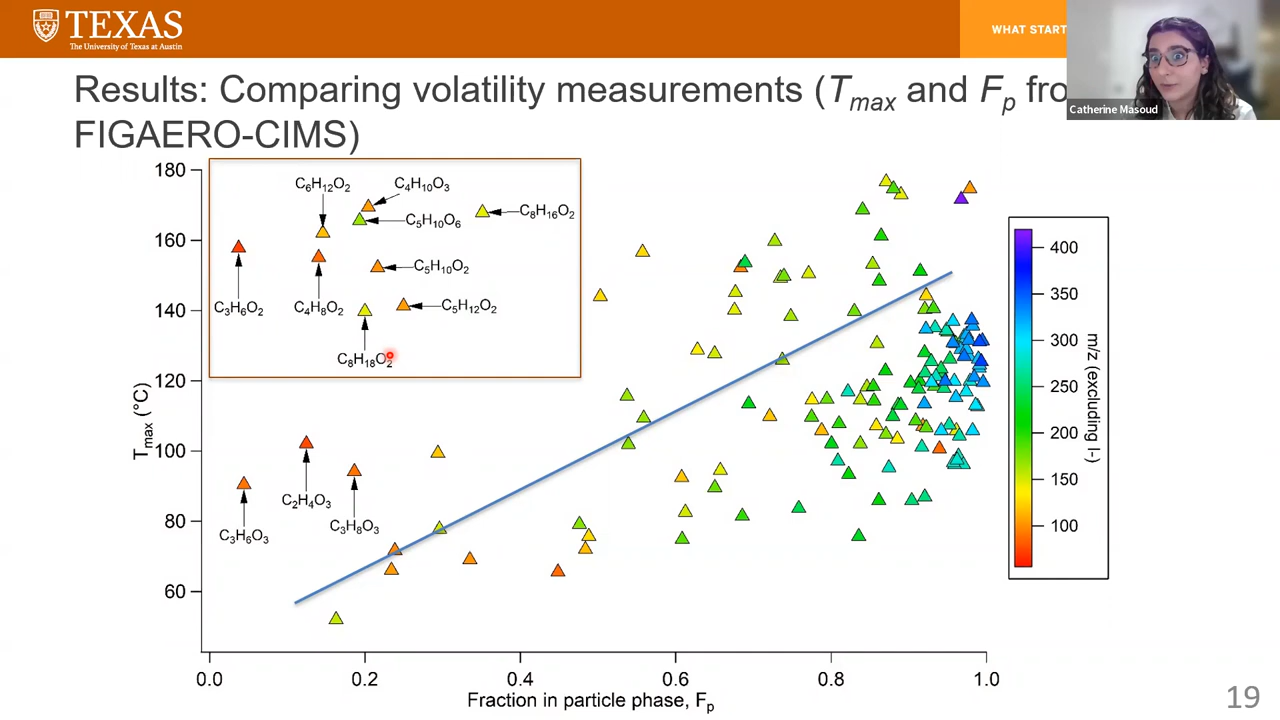 TEXAS
The University of Texas at Austin
WHAT START
Catherine Masoud
Results: Comparing volatility measurements (Tmax and Fp fro
FIGAERO-CIMS)
180
160
140
120
100
80
60
Tmax (°C)
C6H12O2
C4H10O3
C5H10O6
C8H16O2
C5H10O2
C3H6O2
C4H8O2
C5H12O2
C8H18O2
C2H4O3
C3H8O3
C3H6O3
0.0
0.2
0.4
0.6
0.8
1.0
Fraction in particle phase, Fp
400
350
300
250
200
150
100
m/z (excluding I-)
19